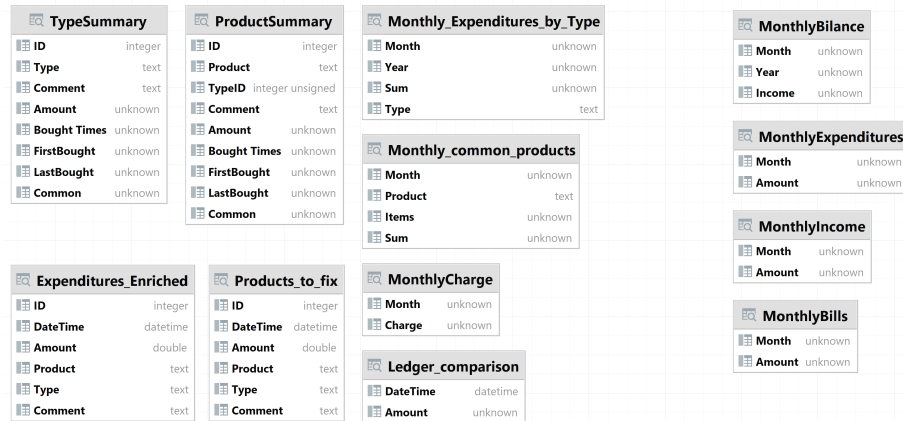 TypeSummary
ID integer
Type text
Comment text
Amount unknown
Bought Times unknown
FirstBought unknown
LastBought unknown
Common unknown
ProductSummary
ID integer
Product text
TypeID integer unsigned
Comment text
Amount unknown
Bought Times unknown
FirstBought unknown
LastBought unknown
Common unknown
Monthly_Expenditures_by_Type
Month unknown
Year unknown
Sum unknown
Type text
Monthly_common_products
Month unknown
Product text
Items unknown
Sum unknown
MonthlyBilance
Month unknown
Year unknown
Income unknown
MonthlyExpenditures
Month unknown
Amount unknown
MonthlyIncome
Month unknown
Amount unknown
MonthlyBills
Month unknown
Amount unknown
Expenditures_Enriched
ID integer
DateTime datetime
Amount double
Product text
Type text
Comment text
Products_to_fix
ID integer
DateTime datetime
Amount double
Product text
Type text
Comment text
MonthlyCharge
Month unknown
Charge unknown
Ledger_comparison
DateTime datetime
Amount unknown